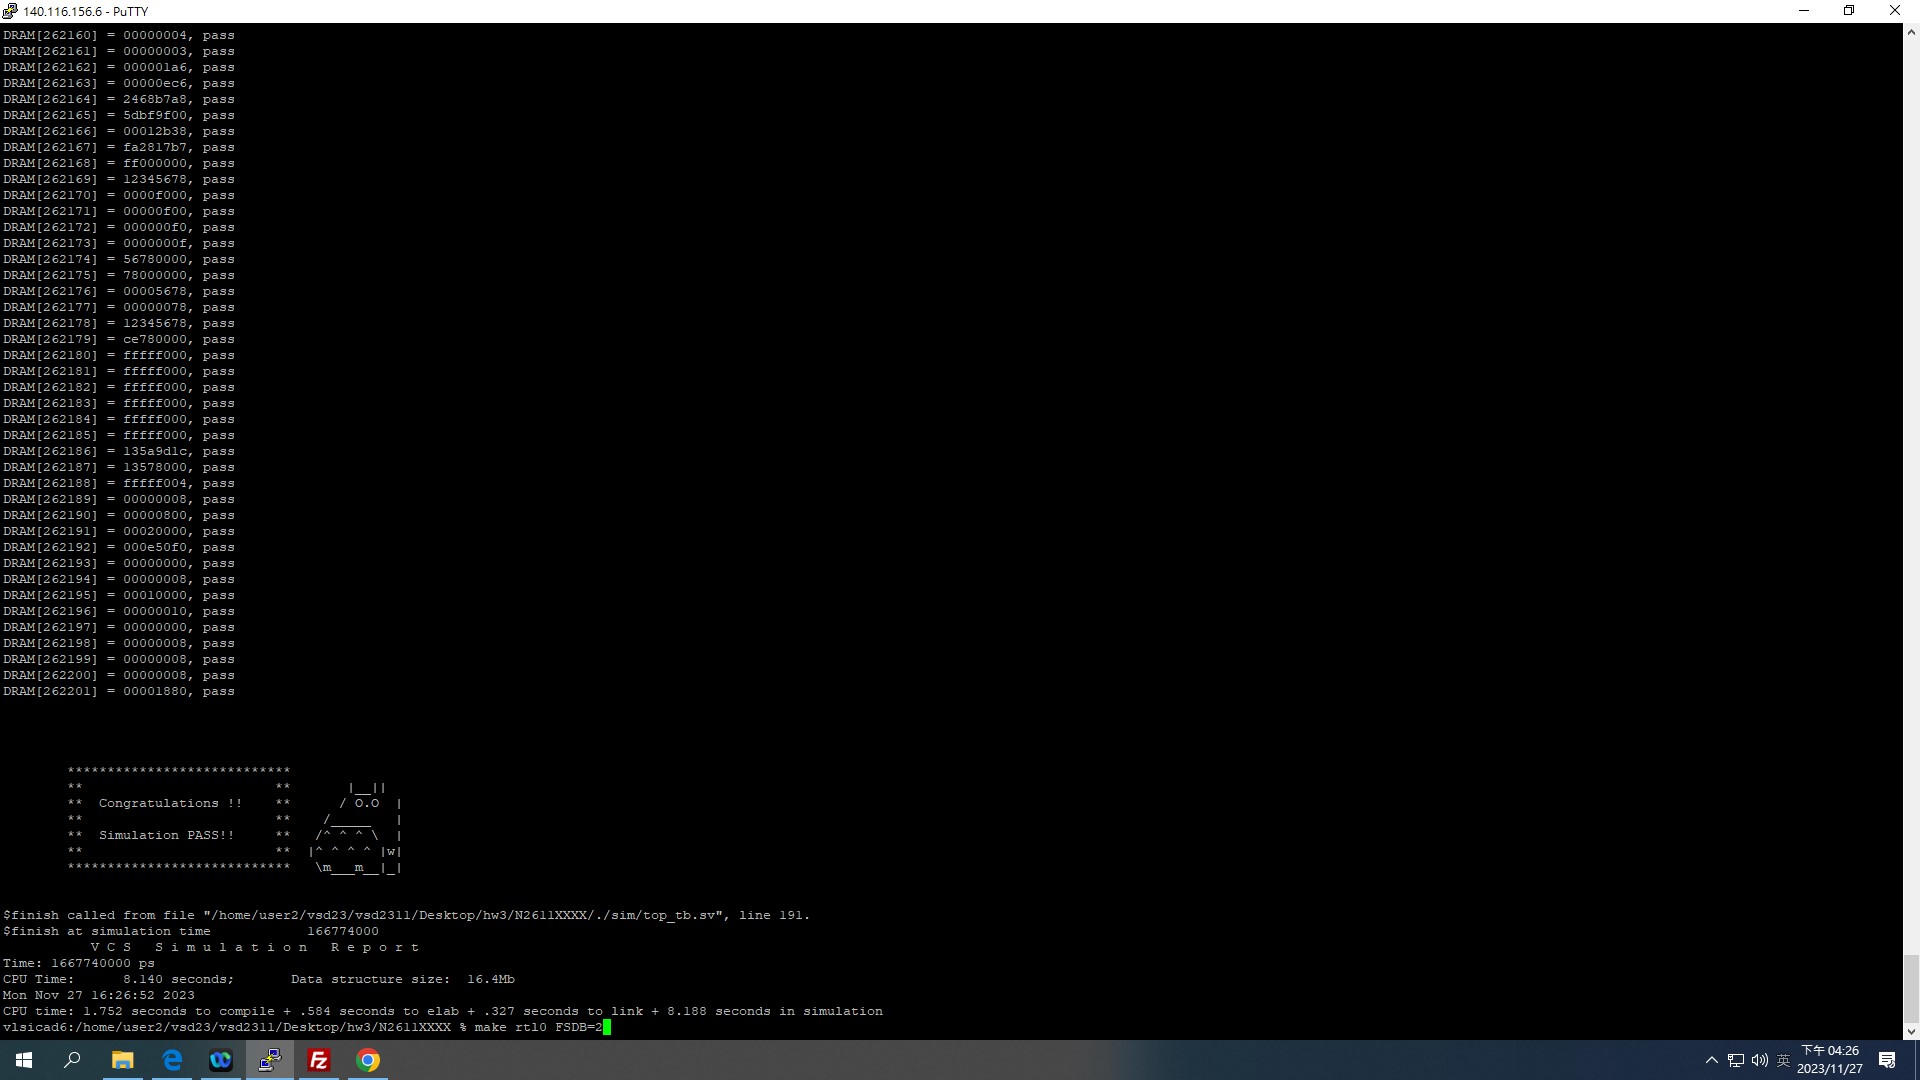 140.116.156.6 - PuTTY
DRAM[262160] = 00000004, pass
DRAM[262161] = 00000003, pass
DRAM[262162] = 000001a6, pass
DRAM[262163] = 00000ec6, pass
DRAM[262164] = 2468b7a8, pass
DRAM[262165] = 5dbf9f00, pass
DRAM[262166] = 00012b38, pass
DRAM[262167] = fa2817b7, pass
DRAM[262168] = ff000000, pass
DRAM[262169] = 12345678, pass
DRAM[262170] = 0000f000, pass
DRAM[262171] = 00000f00, pass
DRAM[262172] = 000000f0, pass
DRAM[262173] = 0000000f, pass
DRAM[262174] = 56780000, pass
DRAM[262175] = 78000000, pass
DRAM[262176] = 00005678, pass
DRAM[262177] = 00000078, pass
DRAM[262178] = 12345678, pass
DRAM[262179] = ce780000, pass
DRAM[262180] = fffff000, pass
DRAM[262181] = fffff000, pass
DRAM[262182] = fffff000, pass
DRAM[262183] = fffff000, pass
DRAM[262184] = fffff000, pass
DRAM[262185] = fffff000, pass
DRAM[262186] = 135a9d1c, pass
DRAM[262187] = 13578000, pass
DRAM[262188] = fffff004, pass
DRAM[262189] = 00000008, pass
DRAM[262190] = 00000800, pass
DRAM[262191] = 00020000, pass
DRAM[262192] = 000e50f0, pass
DRAM[262193] = 00000000, pass
DRAM[262194] = 00000008, pass
DRAM[262195] = 00010000, pass
DRAM[262196] = 00000010, pass
DRAM[262197] = 00000000, pass
DRAM[262198] = 00000008, pass
DRAM[262199] = 00000008, pass
DRAM[262200] = 00000008, pass
DRAM[262201] = 00001880, pass
****************************
**                        **       |__||
**  Congratulations !!    **      / O.O  |
**                        **    /_____   |
**  Simulation PASS!!     **   /^ ^ ^ \  |
**                        **  |^ ^ ^ ^ |w|
****************************   \m___m__|_|
$finish called from file "/home/user2/vsd23/vsd2311/Desktop/hw3/N2611XXXX/./sim/top_tb.sv", line 191.
$finish at simulation time            166774000
V C S   S i m u l a t i o n   R e p o r t
Time: 1667740000 ps
CPU Time:      8.140 seconds;       Data structure size:  16.4Mb
Mon Nov 27 16:26:52 2023
CPU time: 1.752 seconds to compile + .584 seconds to elab + .327 seconds to link + 8.188 seconds in simulation
vlsicad6:/home/user2/vsd23/vsd2311/Desktop/hw3/N2611XXXX % make rtl0 FSDB=2
英
下午 04:26
2023/11/27